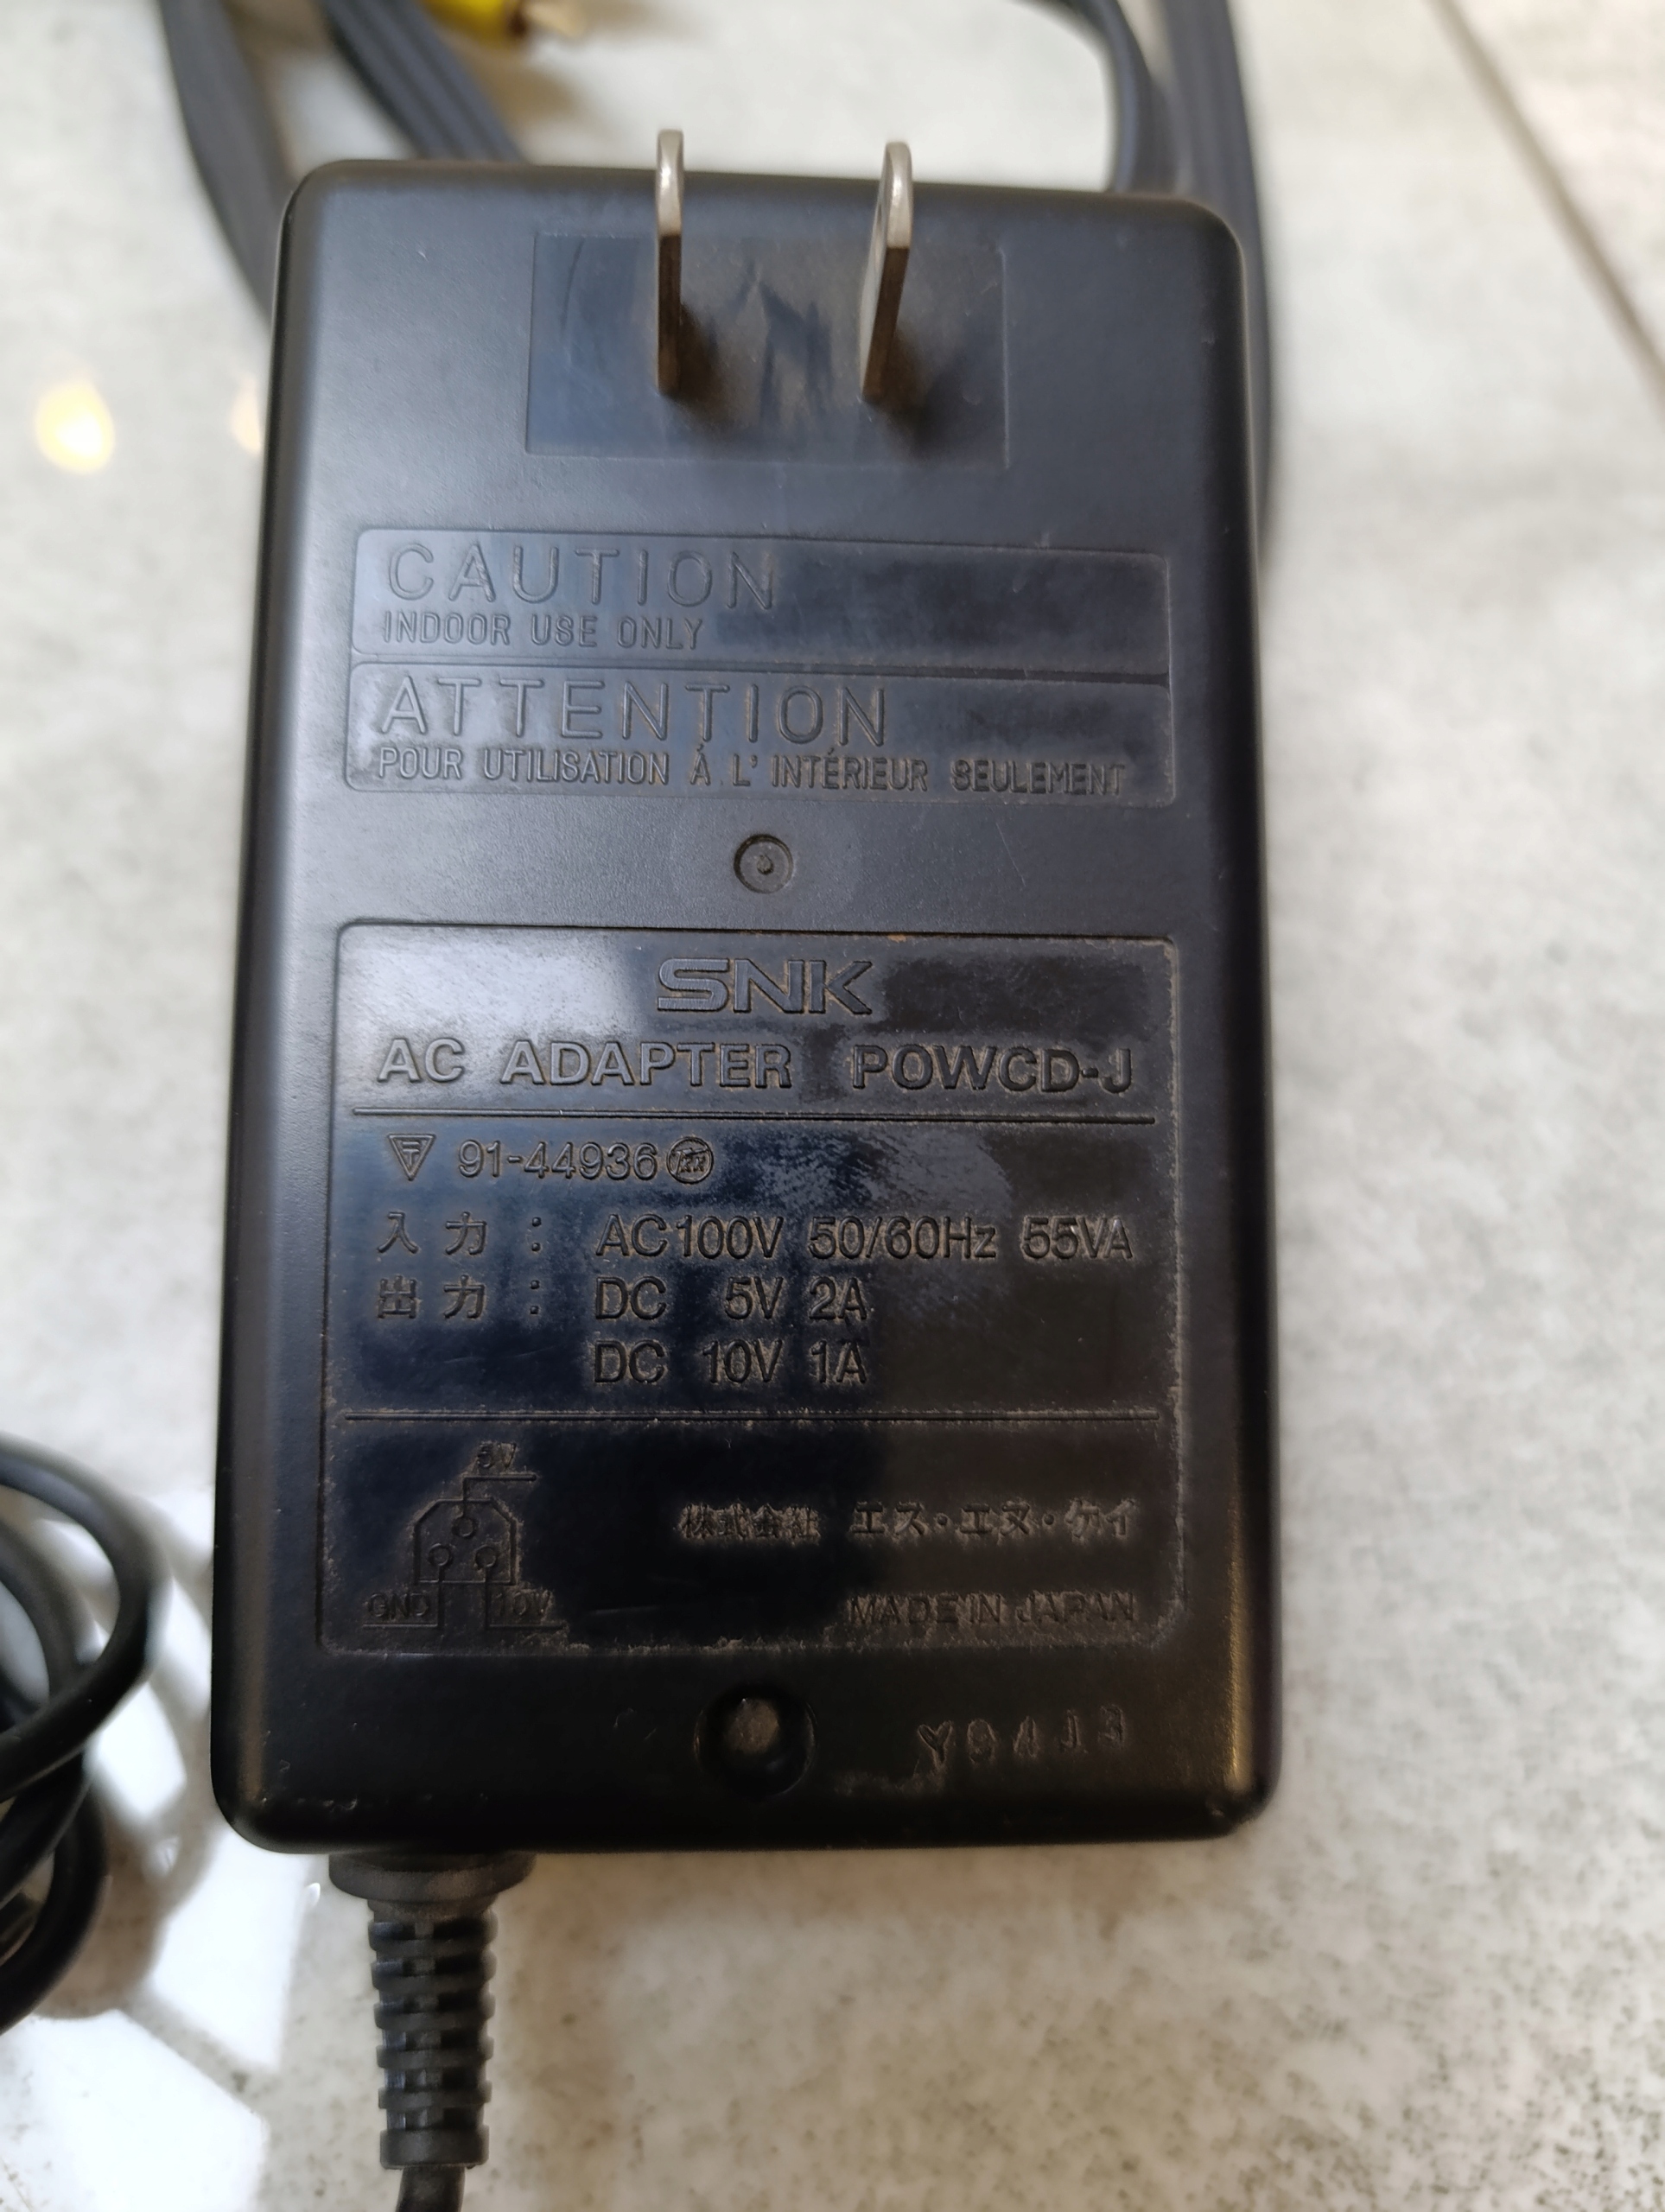 CAUTION
INDOOR USE ONLY
ATTENTION
POUR UTILISATION À L' INTÉRIEUR SEULEMENT
SNK
AC ADAPTER POWCD-J
〒 91-44936
入力: AC100V 50/60Hz 55VA
出力: DC 5V 2A
DC 10V 1A
5V
GND 10V
株式会社 エス・エヌ・ケイ
MADE IN JAPAN